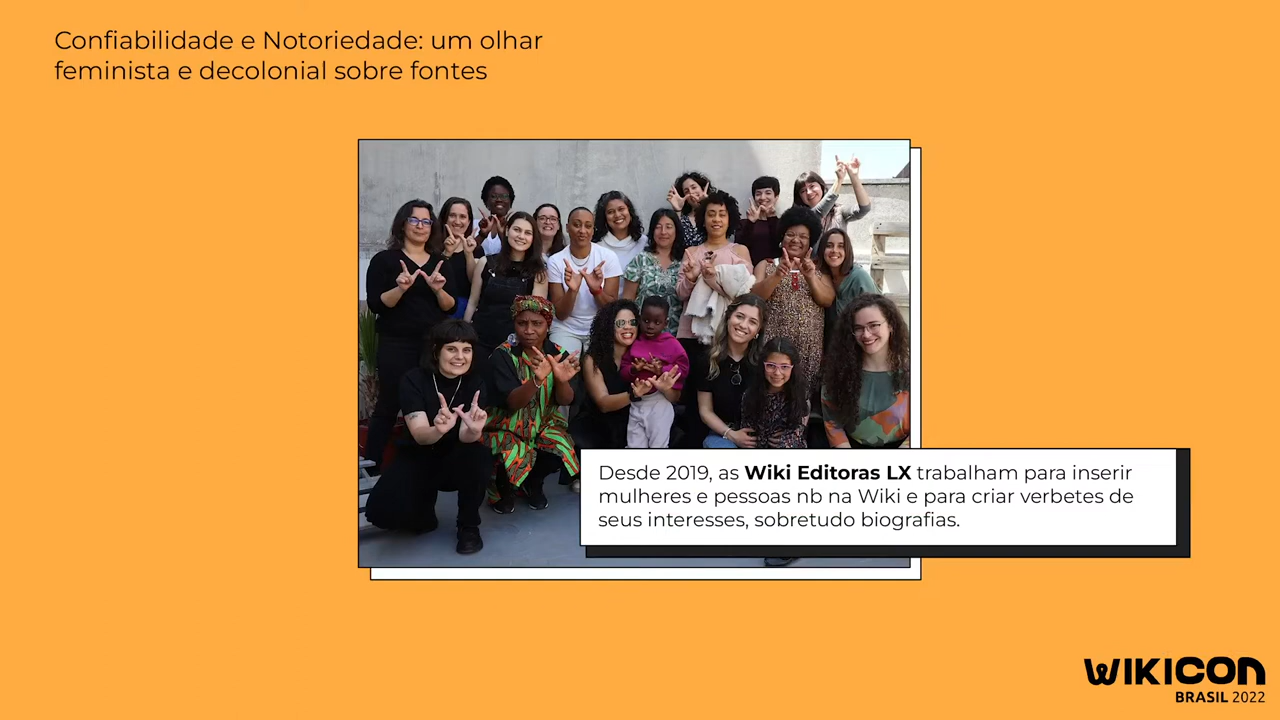 Confiabilidade e Notoriedade: um olhar
feminista e decolonial sobre fontes
Desde 2019, as Wiki Editoras LX trabalham para inserir
mulheres e pessoas nb na Wiki e para criar verbetes de
seus interesses, sobretudo biografias.
WIKICON
BRASIL 2022